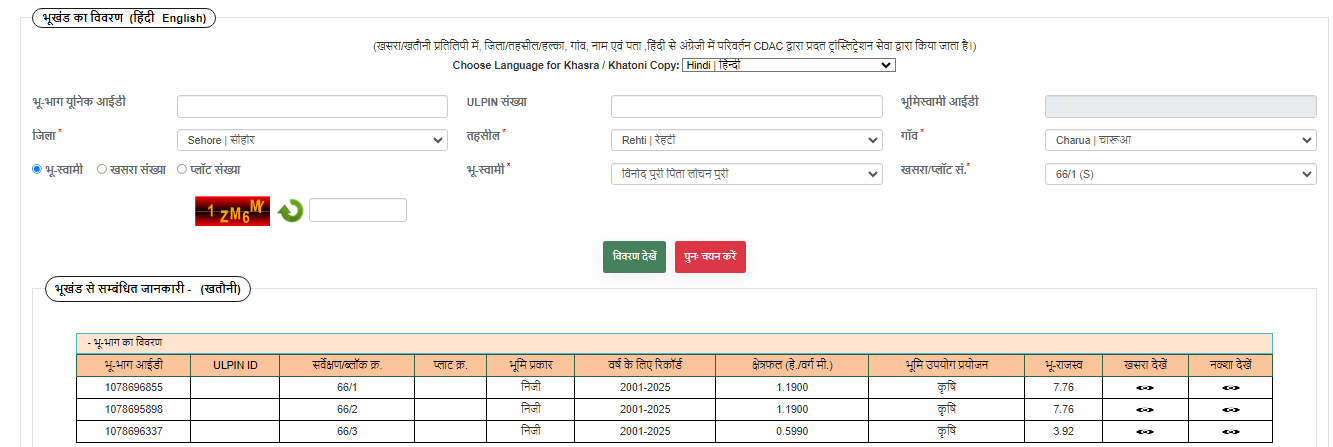 भूखंड का विवरण (हिंदी English)
(खसरा/खतौनी प्रतिलिपी में, जिला/तहसील/हल्का, गांव, नाम एवं पता ,हिंदी से अंग्रेजी में परिवर्तन CDAC द्वारा प्रदत ट्रांस्लिट्रेशन सेवा द्वारा किया जाता है।)
Choose Language for Khasra / Khatoni Copy: Hindi | हिन्दी
भू-भाग यूनिक आईडी ULPIN संख्या भूमिस्वामी आईडी
जिला * Sehore | सीहोर तहसील * Rehti | रेहटी गाँव * Charua | चारूआ
भू-स्वामी खसरा संख्या प्लॉट संख्या भू-स्वामी * विनोद पुरी पिता लोचन पुरी खसरा/प्लॉट सं.* 66/1 (S)
1 ZM6MY
विवरण देखें पुनः चयन करें
भूखंड से सम्बंधित जानकारी - (खतौनी)
- भू-भाग का विवरण
भू-भाग आईडी ULPIN ID सर्वेक्षण/ब्लॉक क्र. प्लाट क्र. भूमि प्रकार वर्ष के लिए रिकॉर्ड क्षेत्रफल (हे./वर्ग मी.) भूमि उपयोग प्रयोजन भू-राजस्व खसरा देखें नक्शा देखें
1078696855 66/1 निजी 2001-2025 1.1900 कृषि 7.76
1078695898 66/2 निजी 2001-2025 1.1900 कृषि 7.76
1078696337 66/3 निजी 2001-2025 0.5990 कृषि 3.92